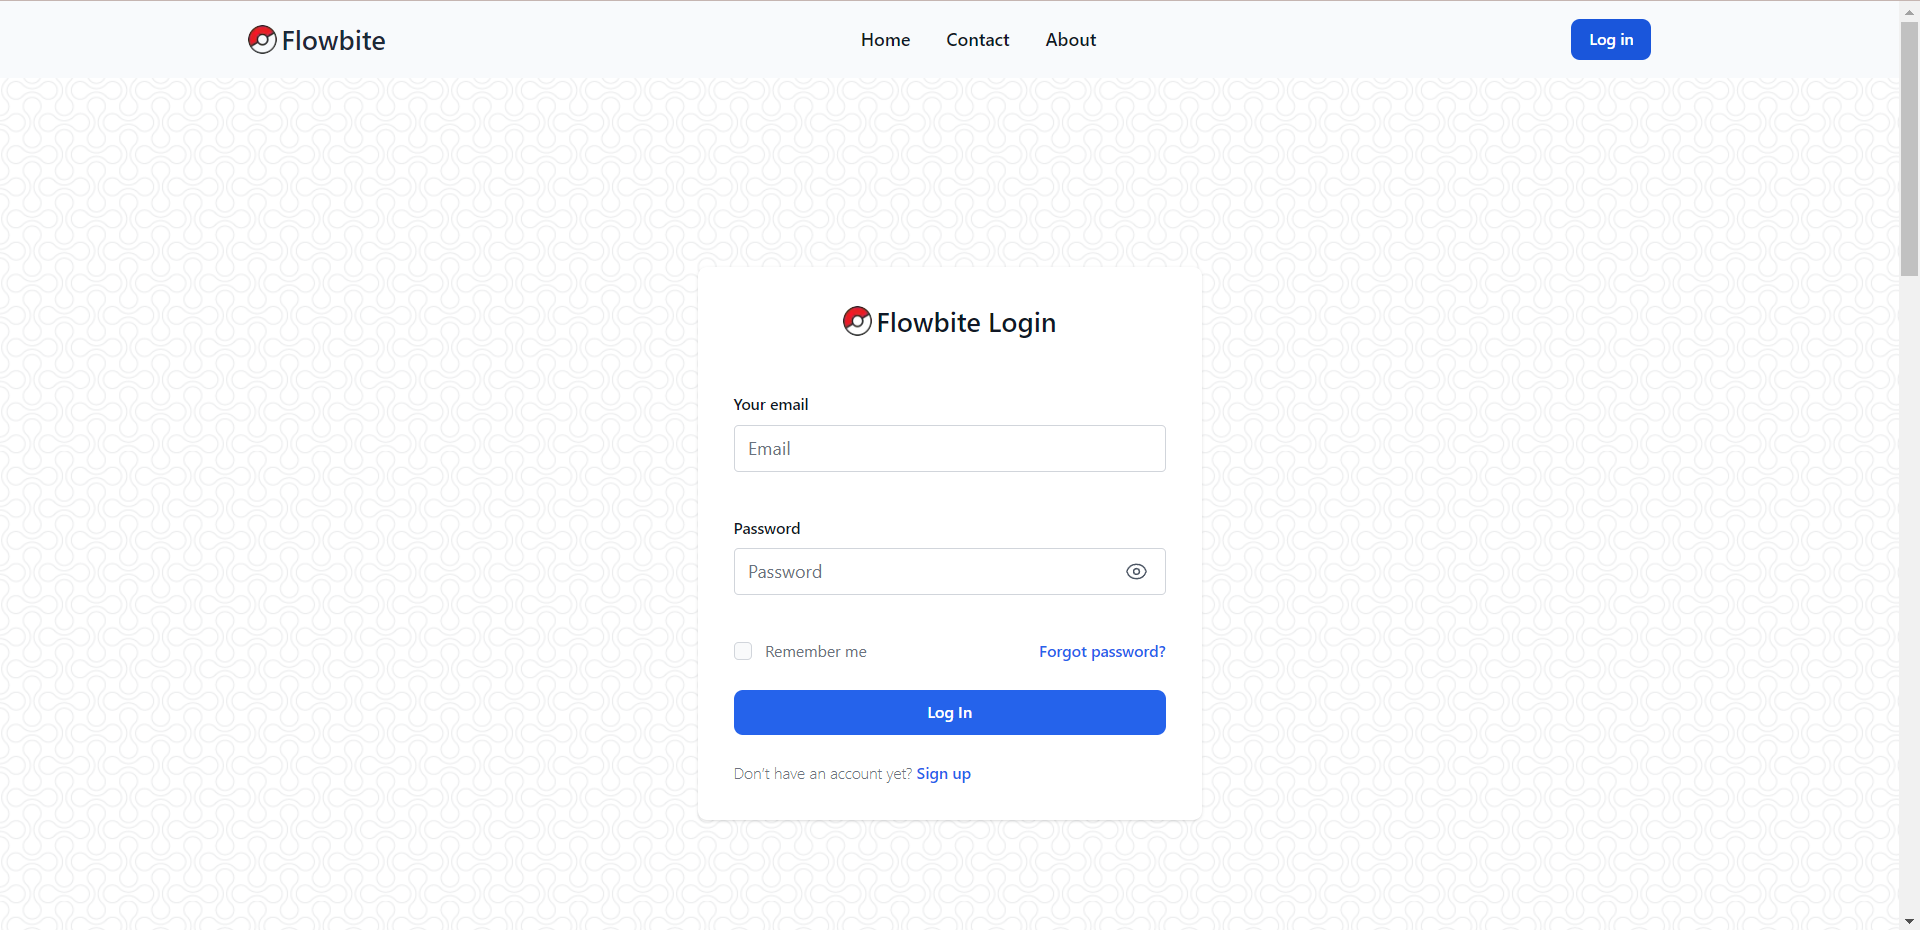 Flowbite
Home
Contact
About
Log in
Flowbite Login
Your email
Email
Password
Password
Remember me
Forgot password?
Log In
Don't have an account yet? Sign up